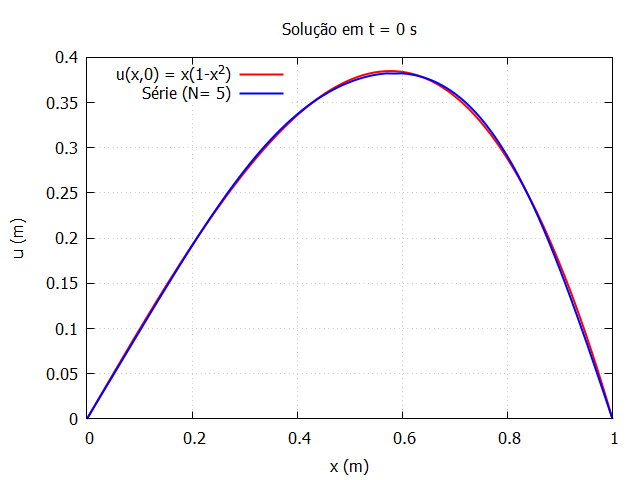 Solução em t = 0 s
u(x,0) = x(1-x²)
Série (N= 5)
0.4
0.35
0.3
0.25
0.2
0.15
0.1
0.05
0
u (m)
0 0.2 0.4 0.6 0.8 1
x (m)